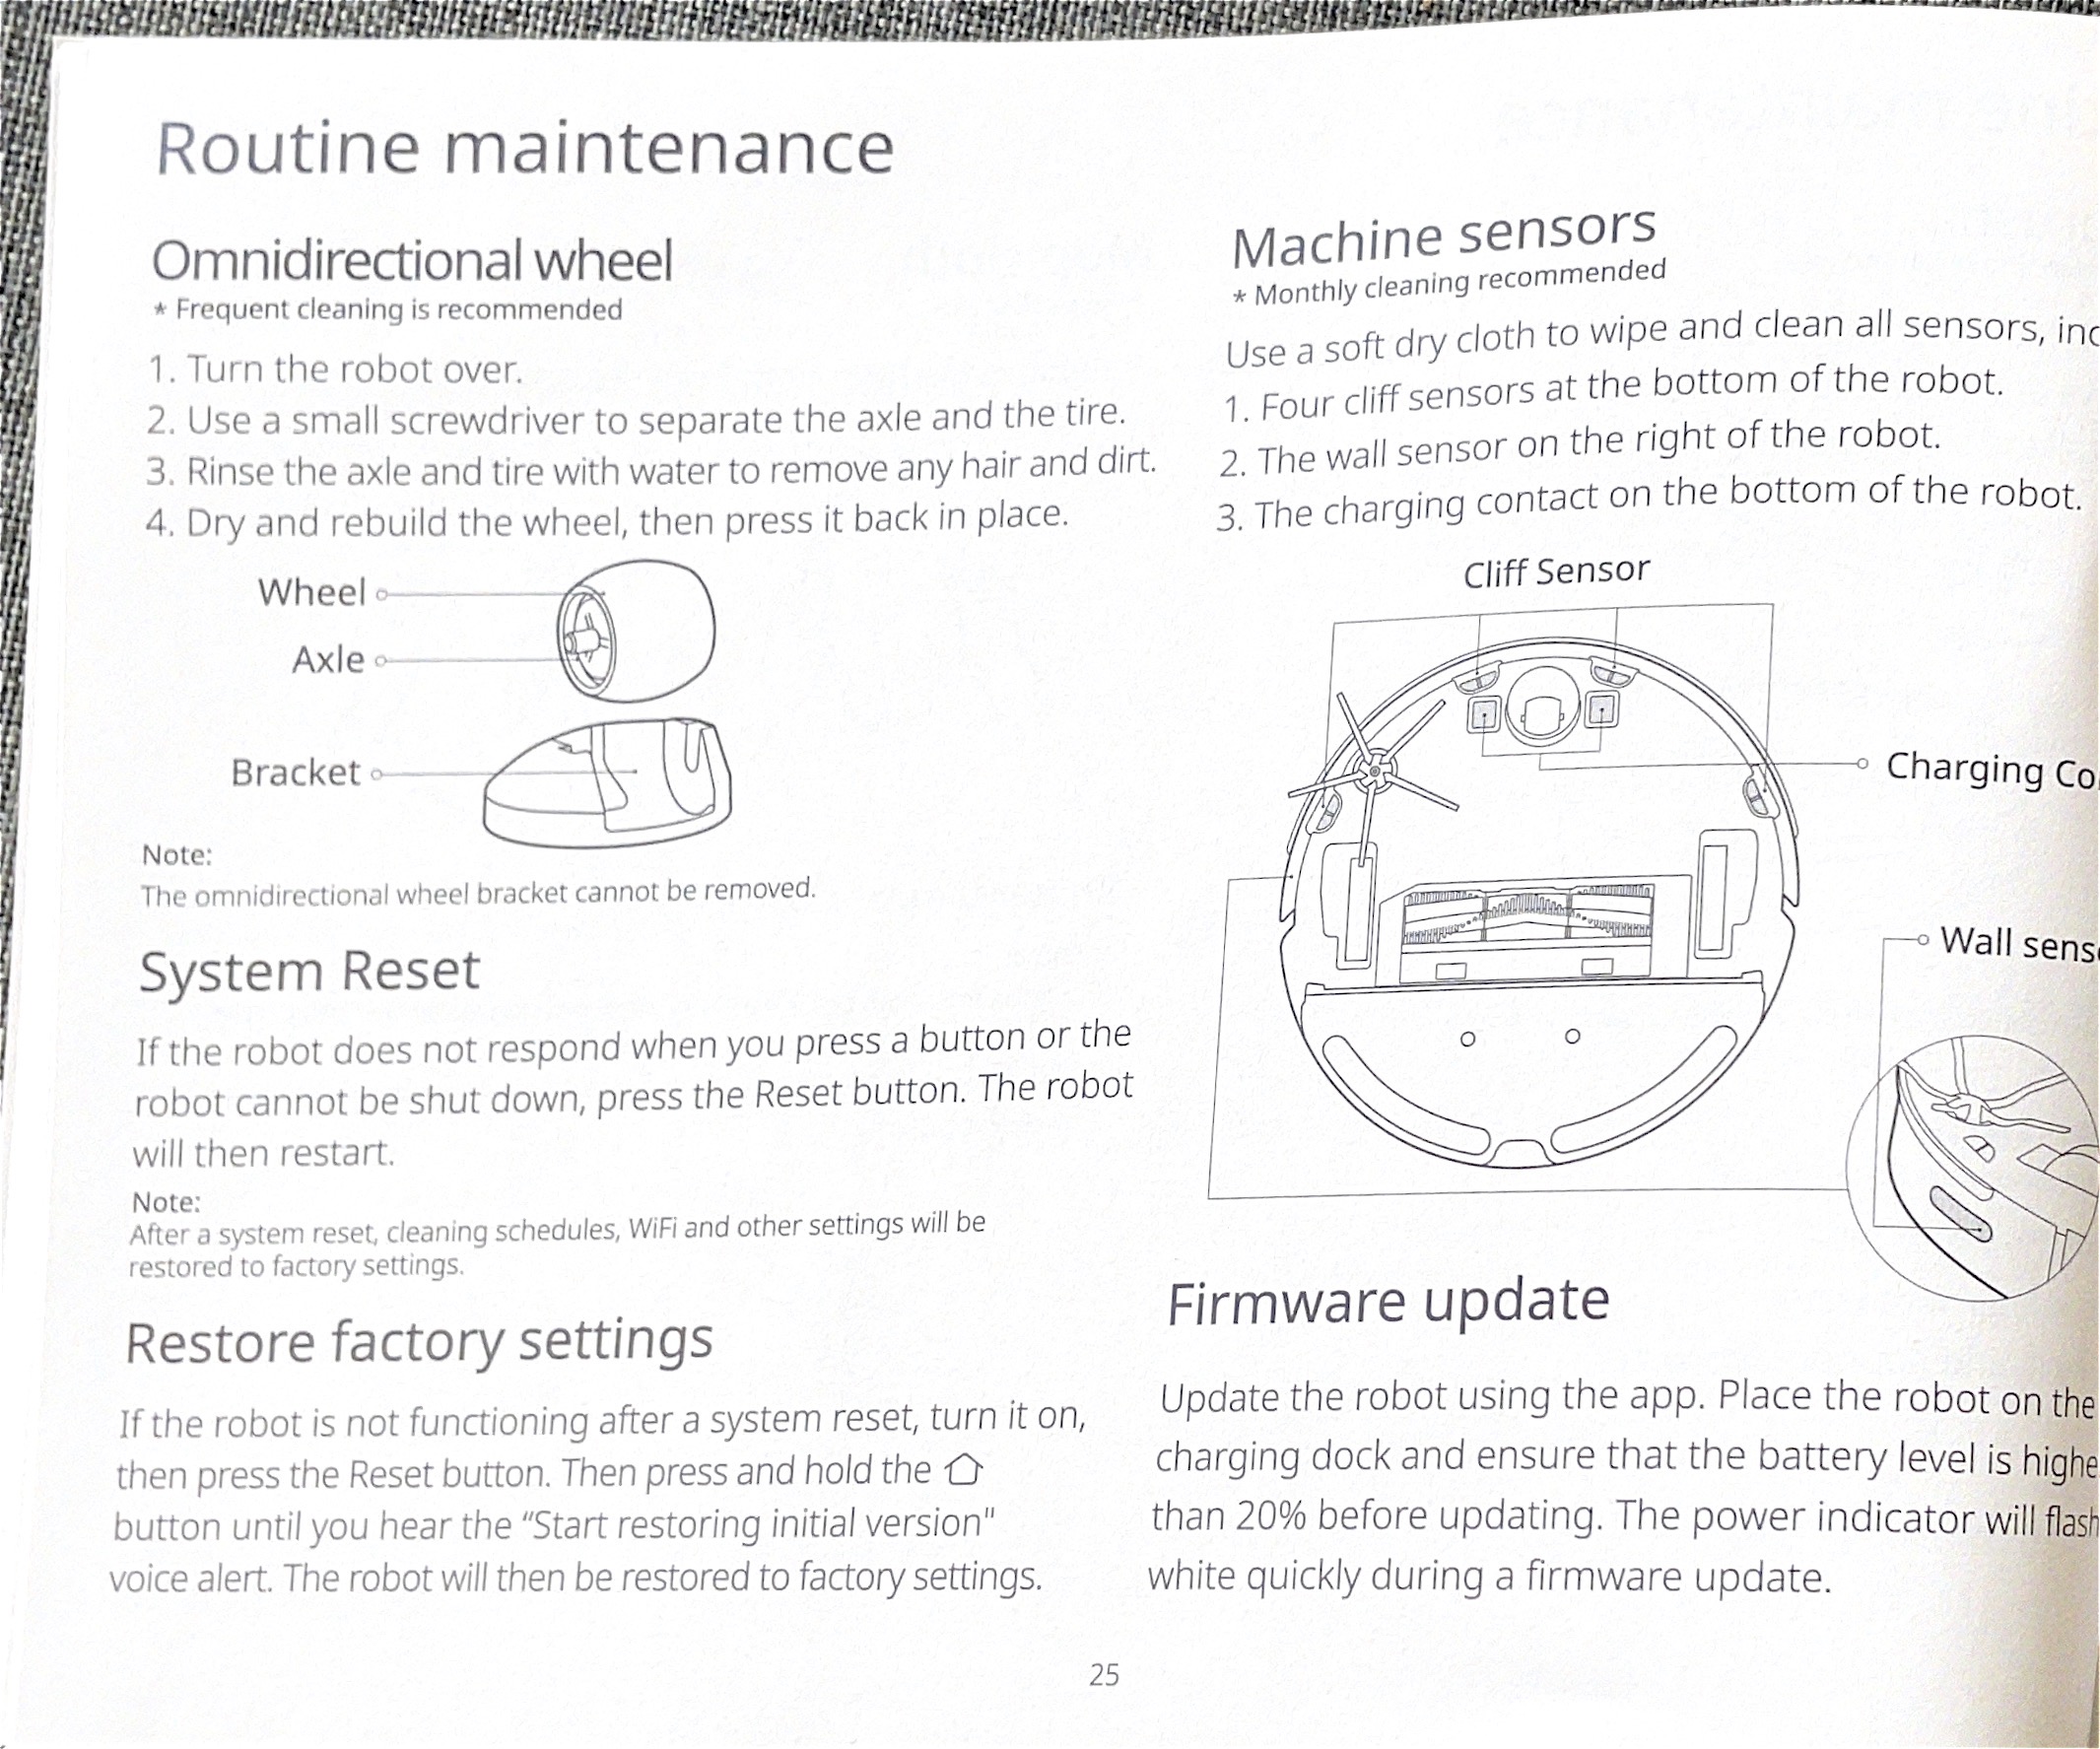 Routine maintenance
Omnidirectional wheel
* Frequent cleaning is recommended
1. Turn the robot over.
2. Use a small screwdriver to separate the axle and the tire.
3. Rinse the axle and tire with water to remove any hair and dirt.
4. Dry and rebuild the wheel, then press it back in place.
Wheel
Axle
Bracket
Note:
The omnidirectional wheel bracket cannot be removed.
System Reset
If the robot does not respond when you press a button or the
robot cannot be shut down, press the Reset button. The robot
will then restart.
Note:
After a system reset, cleaning schedules, WiFi and other settings will be
restored to factory settings.
Restore factory settings
If the robot is not functioning after a system reset, turn it on,
then press the Reset button. Then press and hold the
button until you hear the “Start restoring initial version"
voice alert. The robot will then be restored to factory settings.
Machine sensors
* Monthly cleaning recommended
Use a soft dry cloth to wipe and clean all sensors,
1. Four cliff sensors at the bottom of the robot.
2. The wall sensor on the right of the robot.
3. The charging contact on the bottom of the robot.
Cliff Sensor
Charging
Wall
Firmware update
Update the robot using the app. Place the robot on the
charging dock and ensure that the battery level is
than 20% before updating. The power indicator will flash
white quickly during a firmware update.
25